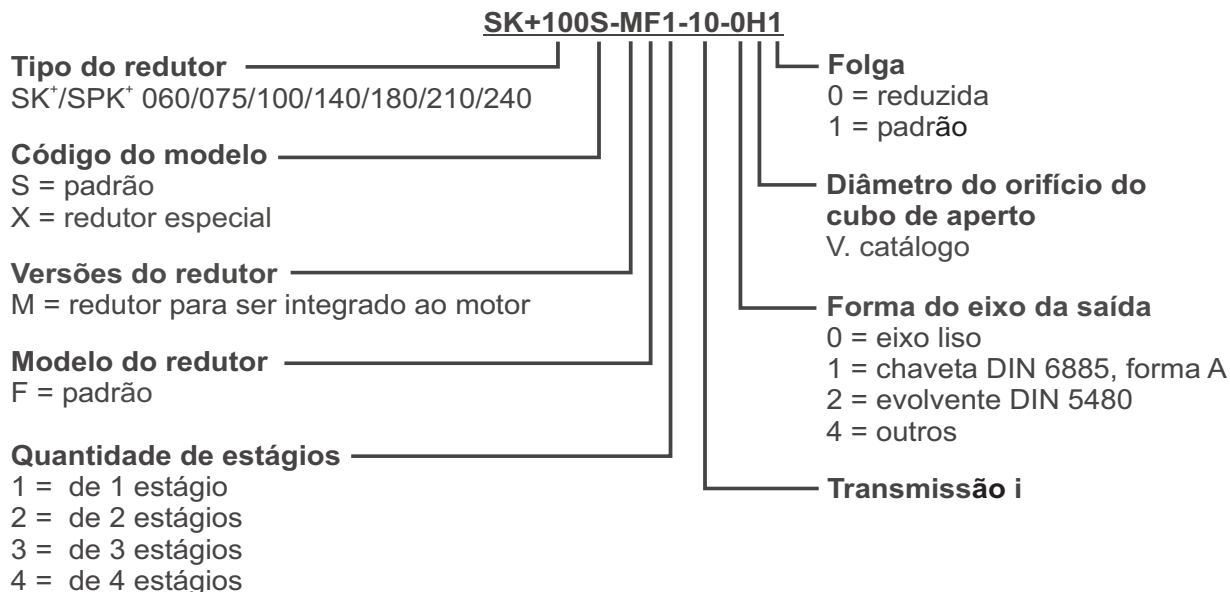 SK+100S-MF1-10-0H1
Tipo do redutor
SK⁺/SPK⁺ 060/075/100/140/180/210/240
Código do modelo
S = padrão
X = redutor especial
Versões do redutor
M = redutor para ser integrado ao motor
Modelo do redutor
F = padrão
Quantidade de estágios
1 = de 1 estágio
2 = de 2 estágios
3 = de 3 estágios
4 = de 4 estágios
Folga
0 = reduzida
1 = padrão
Diâmetro do orifício do
cubo de aperto
V. catálogo
Forma do eixo da saída
0 = eixo liso
1 = chaveta DIN 6885, forma A
2 = evolvente DIN 5480
4 = outros
Transmissão i